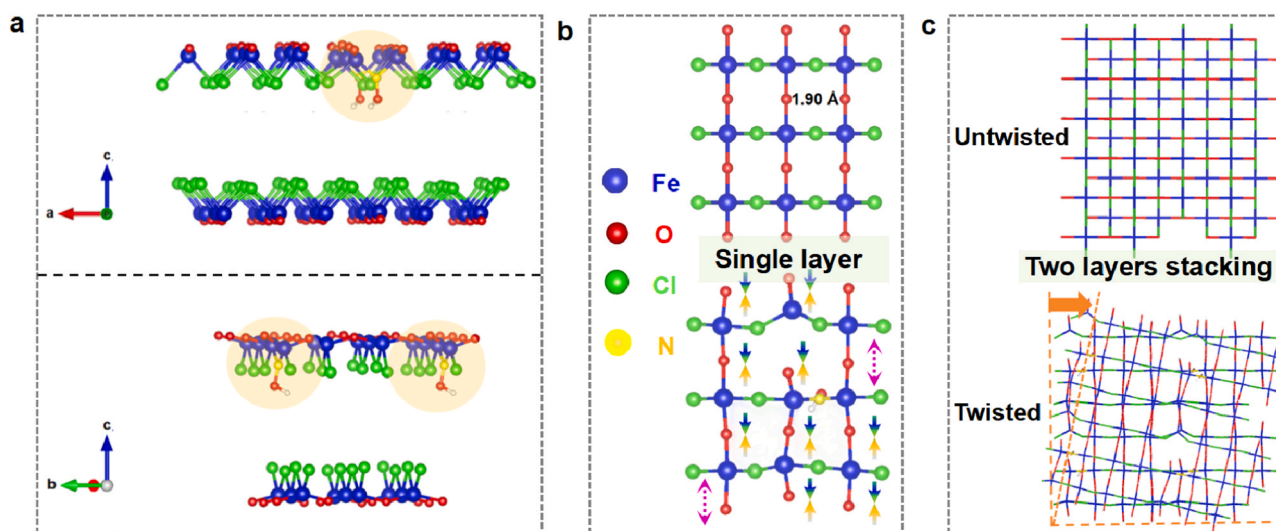 a
c
a
c
b
b
1.90 Å
Fe
O
Cl
N
Single layer
c
Untwisted
Two layers stacking
Twisted